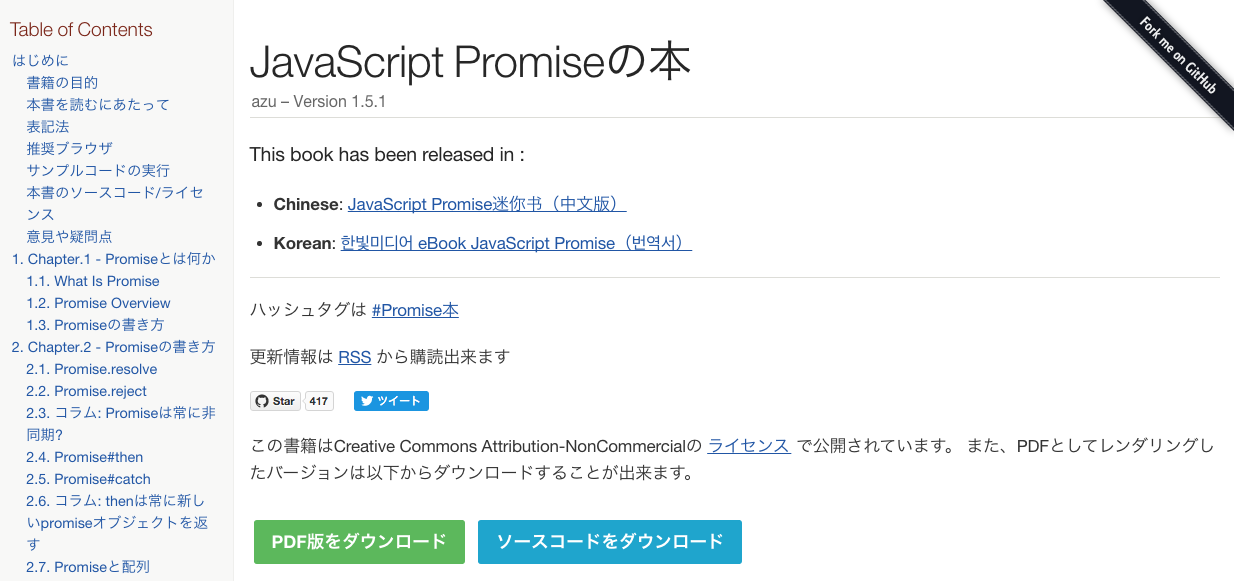 Table of Contents
はじめに
書籍の目的
本書を読むにあたって
表記法
推奨ブラウザ
サンプルコードの実行
本書のソースコード/ライセ
ンス
意見や疑問点
1. Chapter.1 - Promiseとは何か
1.1. What Is Promise
1.2. Promise Overview
1.3. Promiseの書き方
2. Chapter.2 - Promiseの書き方
2.1. Promise.resolve
2.2. Promise.reject
2.3. コラム: Promiseは常に非
同期?
2.4. Promise#then
2.5. Promise#catch
2.6. コラム: thenは常に新し
いpromiseオブジェクトを返
す
2.7. Promiseと配列
JavaScript Promiseの本
azu – Version 1.5.1
This book has been released in :
• Chinese: JavaScript Promise迷你书（中文版）
• Korean: 한빛미디어 eBook JavaScript Promise（번역서）
ハッシュタグは #Promise本
更新情報は RSS から購読出来ます
Star 417 ツイート
この書籍はCreative Commons Attribution-NonCommercialの ライセンス で公開されています。 また、PDFとしてレンダリングし
たバージョンは以下からダウンロードすることが出来ます。
PDF版をダウンロード ソースコードをダウンロード
Fork me on GitHub